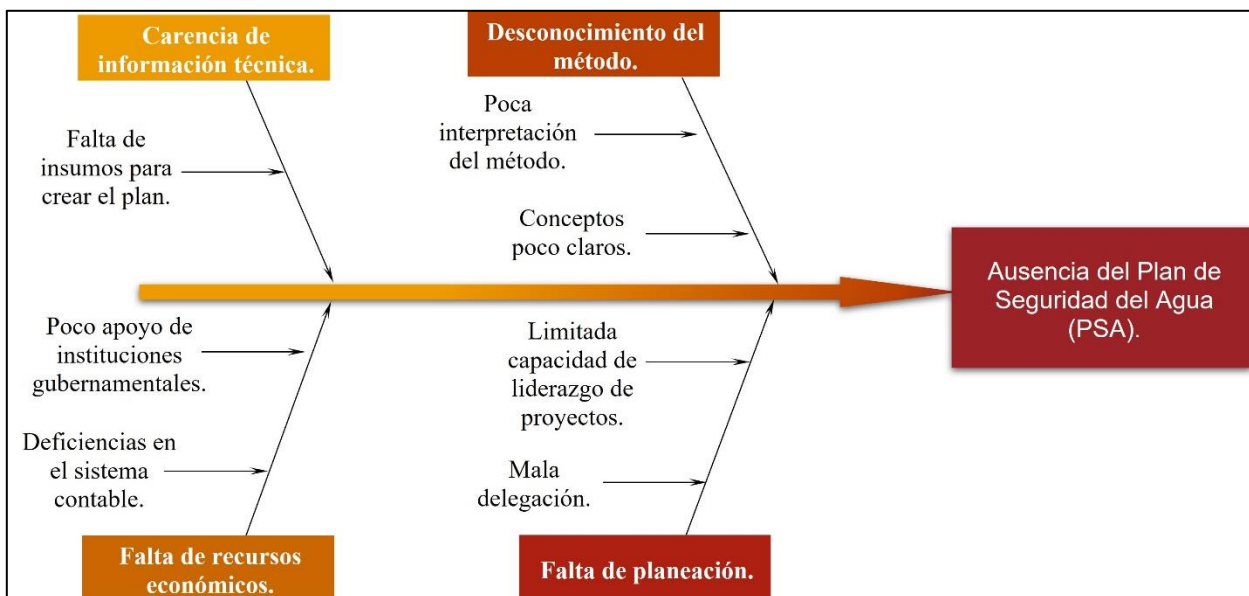 Carencia de
información técnica.
Desconocimiento del
método.
Falta de
insumos para
crear el plan.
Poca
interpretación
del método.
Conceptos
poco claros.
Ausencia del Plan de
Seguridad del Agua
(PSA).
Poco apoyo de
instituciones
gubernamentales.
Deficiencias en
el sistema
contable.
Limitada
capacidad de
liderazgo de
proyectos.
Mala
delegación.
Falta de recursos
económicos.
Falta de planeación.